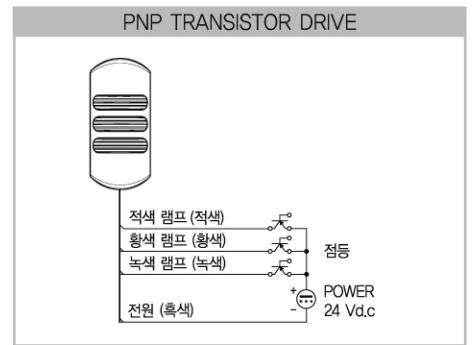 PNP TRANSISTOR DRIVE
적색 램프 (적색)
황색 램프 (황색)
점등
녹색 램프 (녹색)
+ POWER
전원 (흑색)
- 24 Vd.c